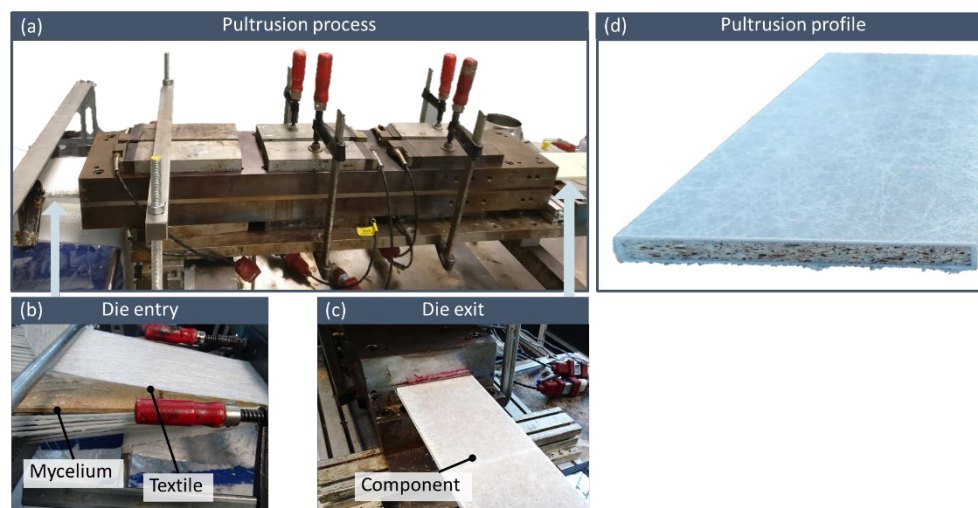 (a) Pultrusion process
(d) Pultrusion profile
(b) Die entry
(c) Die exit
Mycelium
Textile
Component